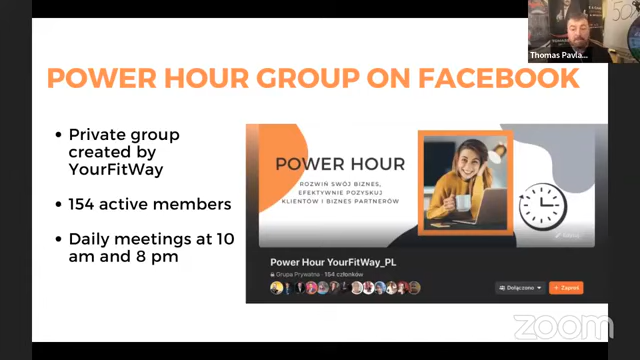 Thomas Pavla...
POWER HOUR GROUP ON FACEBOOK
• Private group
created by
YourFitWay
• 154 active members
• Daily meetings at 10
am and 8 pm
POWER HOUR
ROZWIŃ SWÓJ BIZNES,
EFEKTYWNIE POZYSKUJ
KLIENTÓW I BIZNES PARTNERÓW
Edytuj
Power Hour YourFitWay_PL
Grupa Prywatna · 154 członków
Dołączono
+ Zaproś
zoom